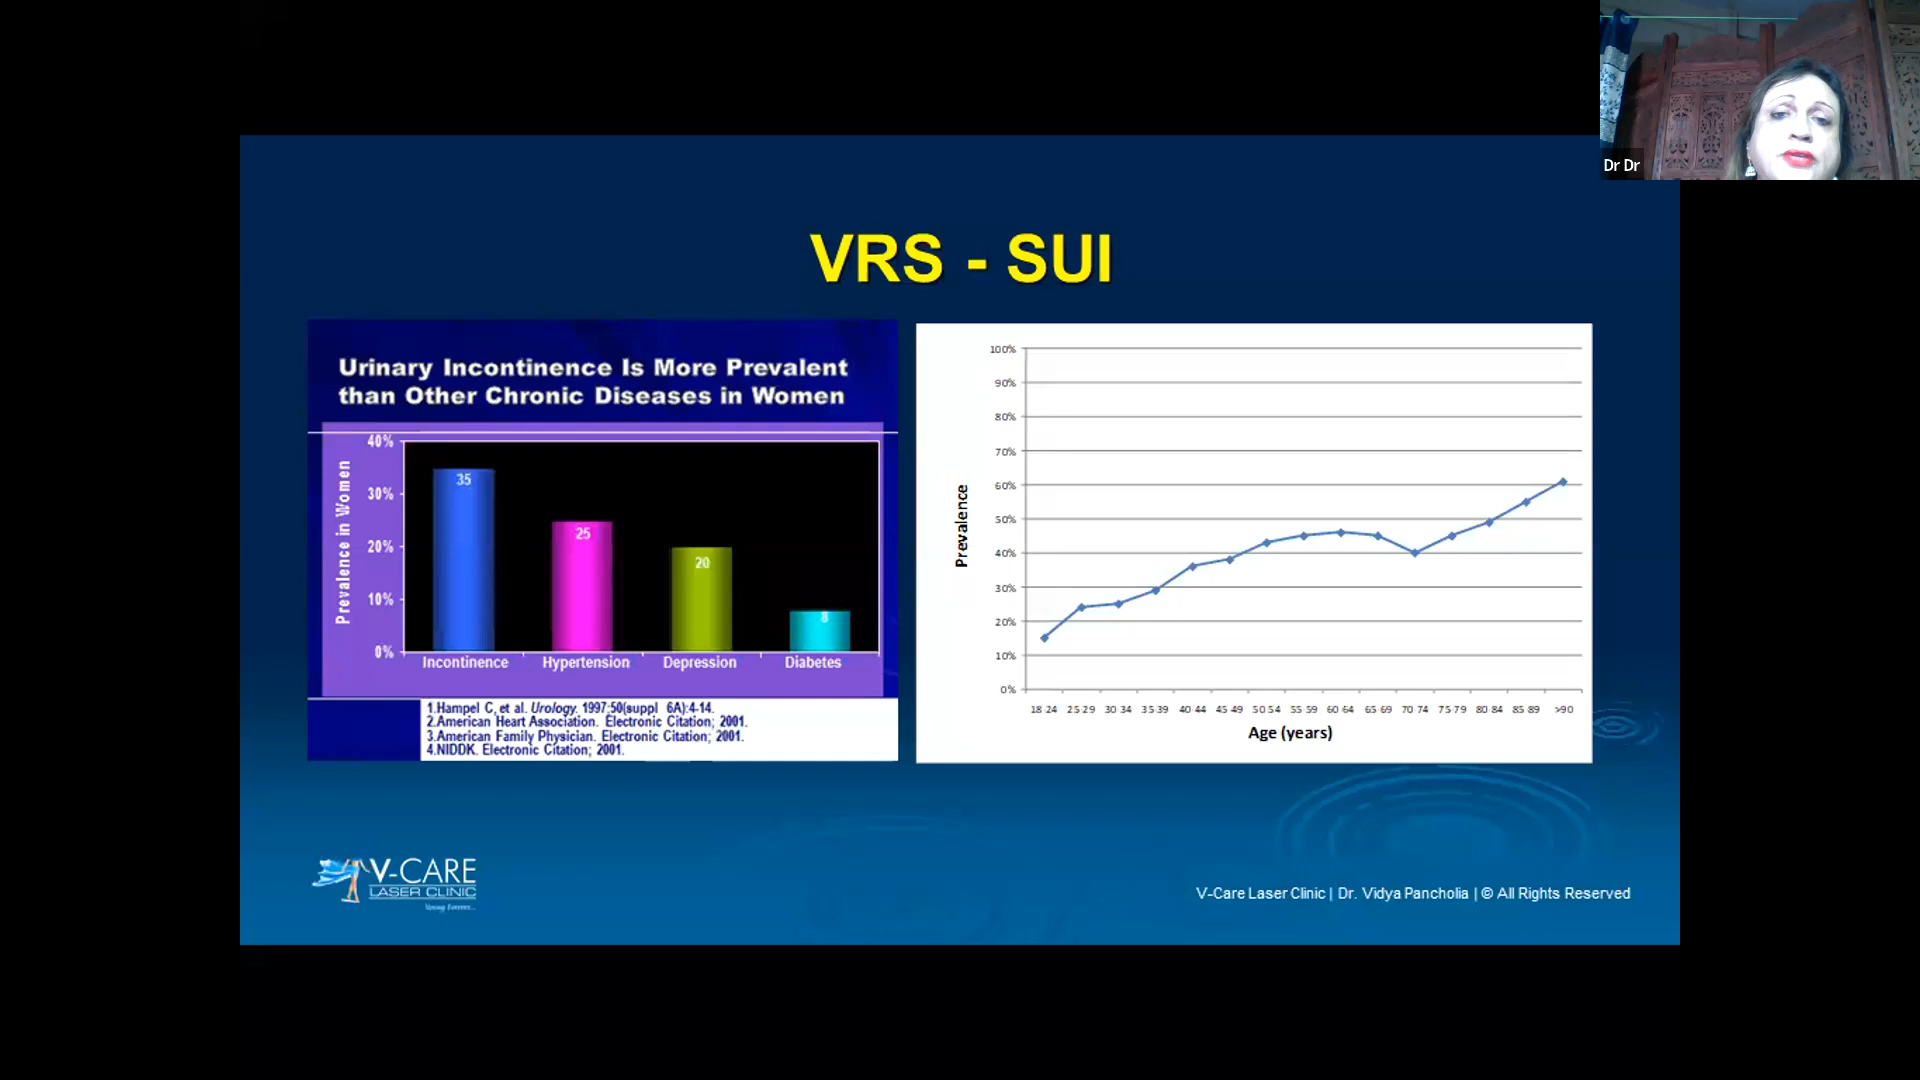 Dr Dr
VRS - SUI
Urinary Incontinence Is More Prevalent
than Other Chronic Diseases in Women
Prevalence in Women
40%
30%
20%
10%
0%
35
25
20
8
Incontinence Hypertension Depression Diabetes
1.Hampel C, et al. Urology. 1997;50(suppl 6A):4-14.
2.American Heart Association. Electronic Citation; 2001.
3.American Family Physician. Electronic Citation; 2001.
4.NIDDK. Electronic Citation; 2001.
Prevalence
100%
90%
80%
70%
60%
50%
40%
30%
20%
10%
0%
18 24 25 29 30 34 35 39 40 44 45 49 50 54 55 59 60 64 65 69 70 74 75 79 80 84 85 89 >90
Age (years)
V-CARE
LASER CLINIC
Young Forever...
V-Care Laser Clinic | Dr. Vidya Pancholia | © All Rights Reserved